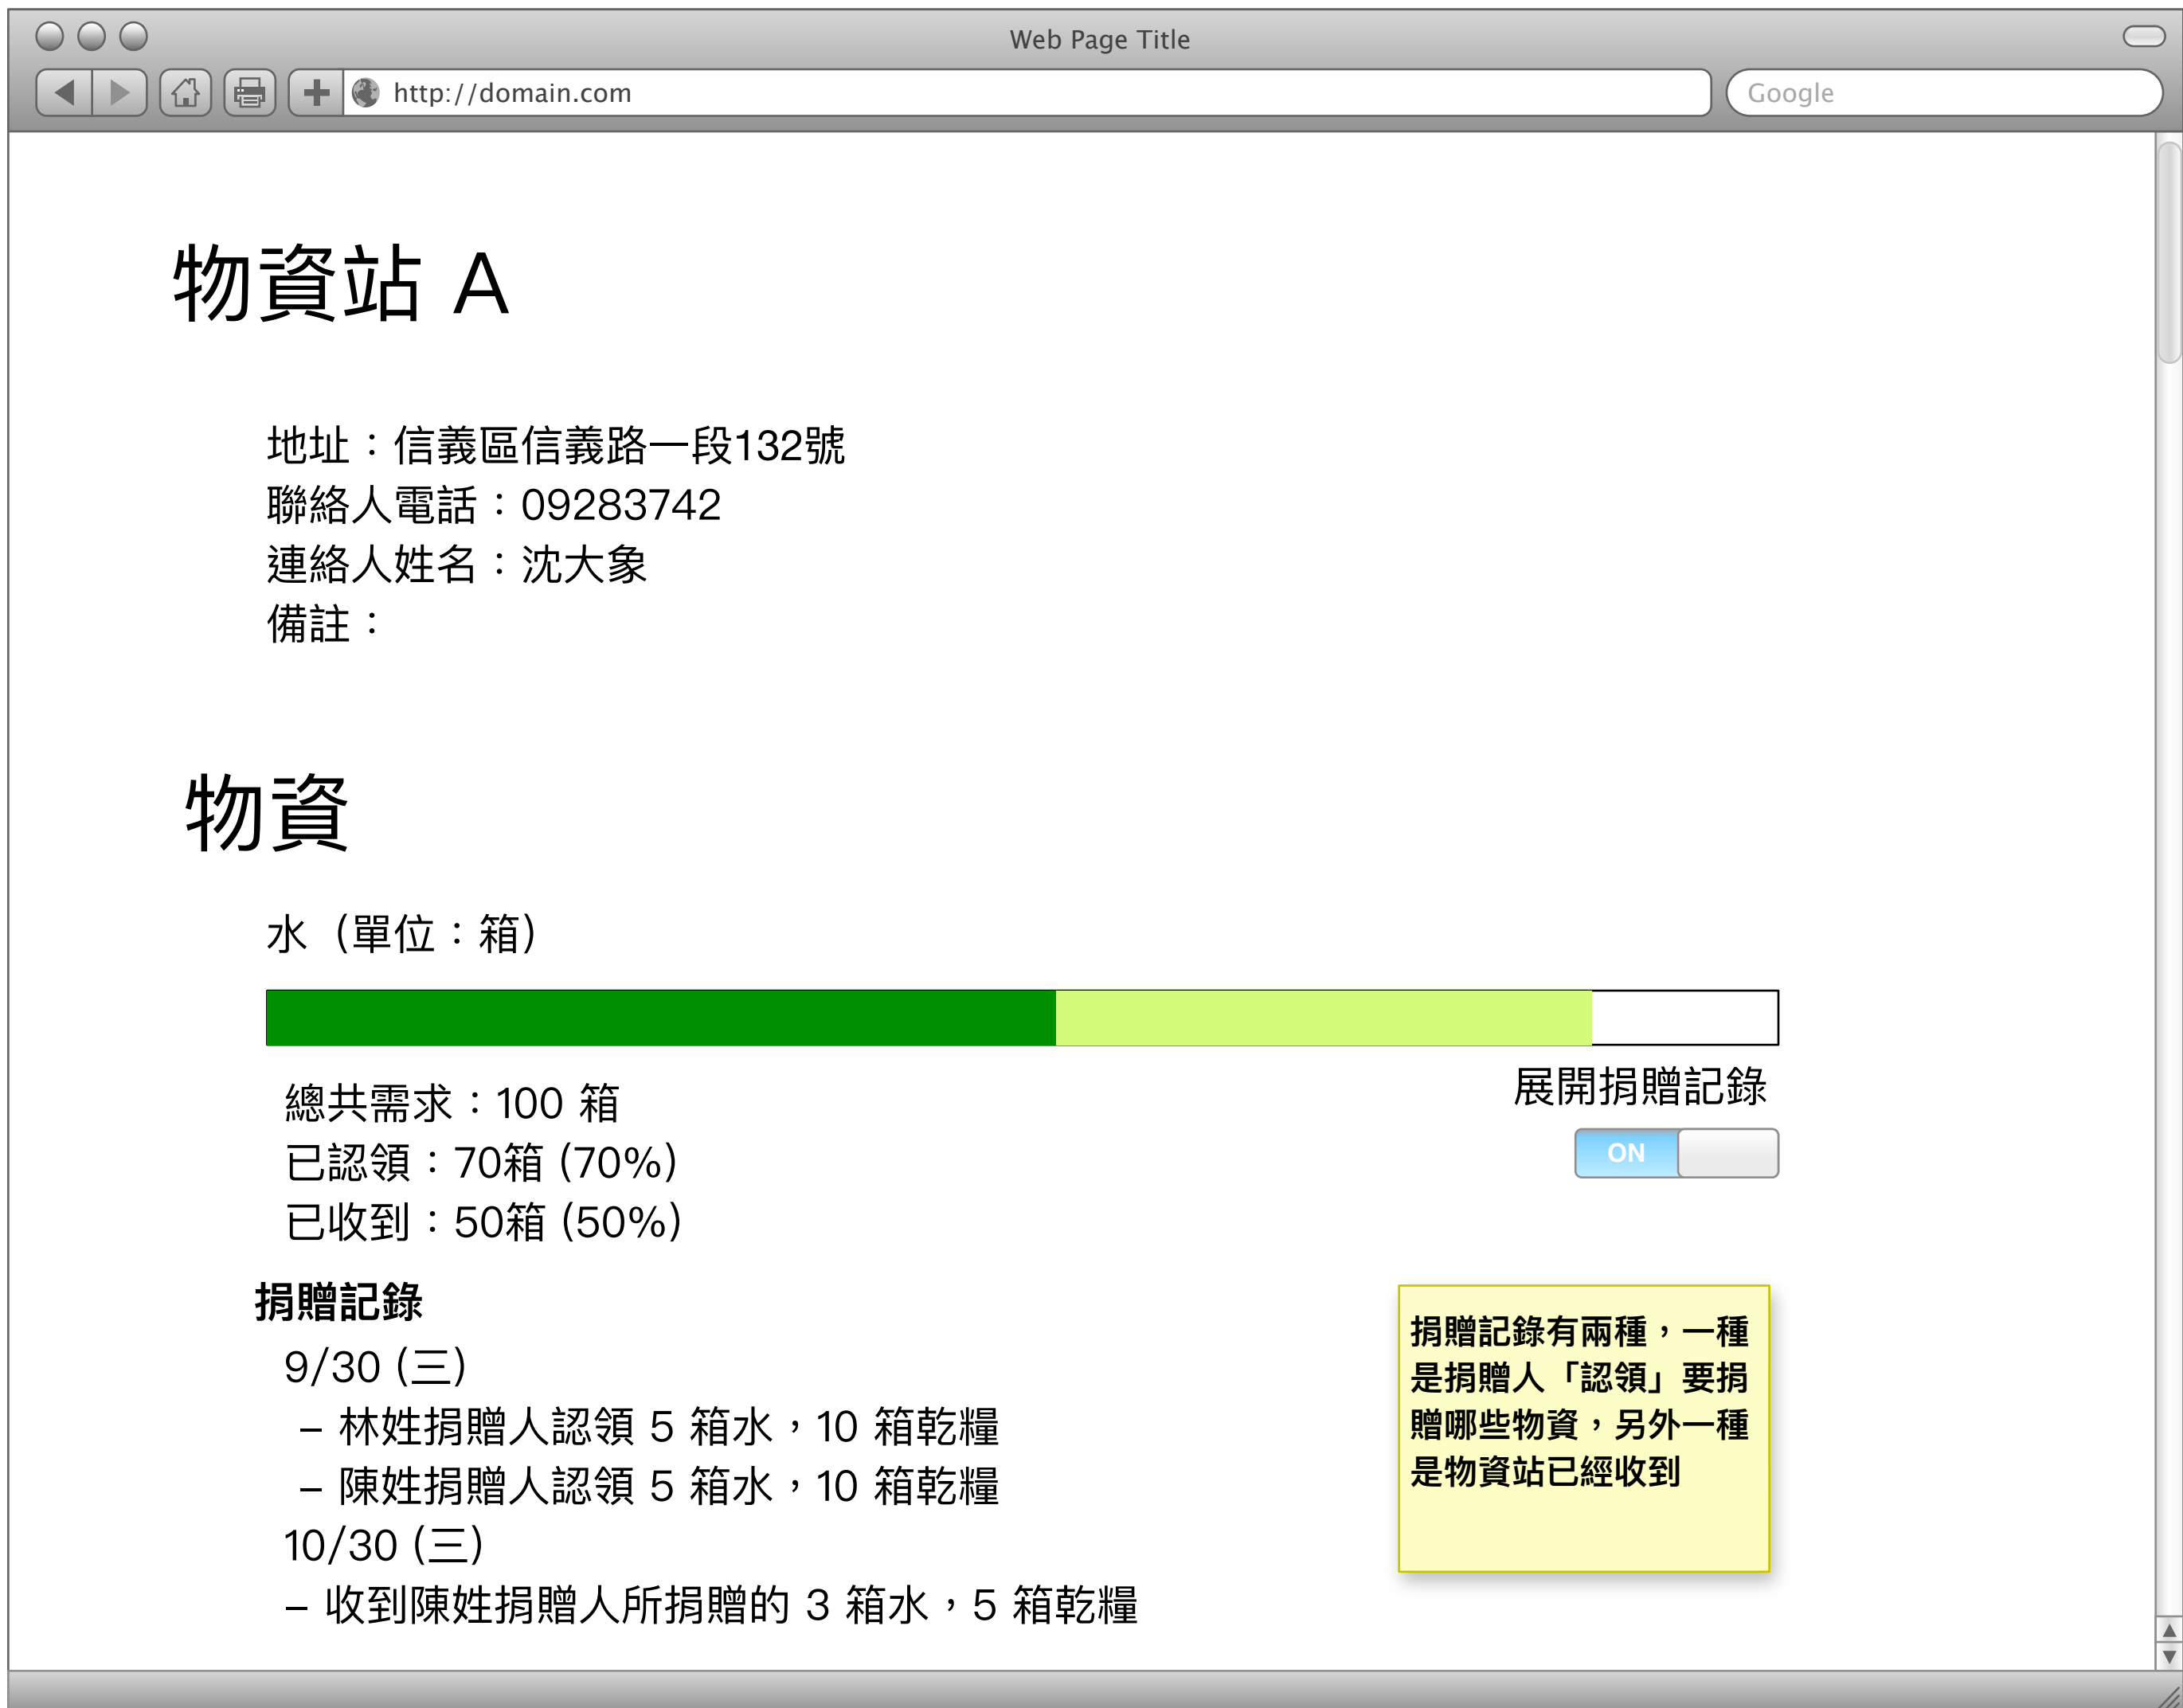 Web Page Title
http://domain.com
Google
物資站 A
地址：信義區信義路一段132號
聯絡人電話：09283742
連絡人姓名：沈大象
備註：
物資
水（單位：箱）
總共需求：100 箱
已認領：70箱 (70%)
已收到：50箱 (50%)
展開捐贈記錄
ON
捐贈記錄
9/30 (三)
– 林姓捐贈人認領 5 箱水，10 箱乾糧
– 陳姓捐贈人認領 5 箱水，10 箱乾糧
10/30 (三)
– 收到陳姓捐贈人所捐贈的 3 箱水，5 箱乾糧
捐贈記錄有兩種，一種
是捐贈人「認領」要捐
贈哪些物資，另外一種
是物資站已經收到